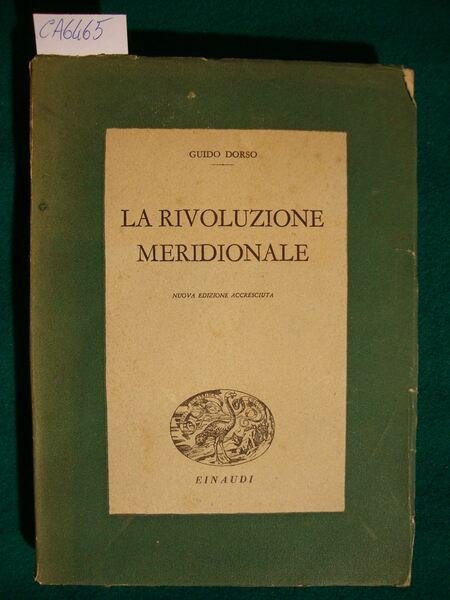 CA6465
GUIDO DORSO
LA RIVOLUZIONE
MERIDIONALE
NUOVA EDIZIONE ACCRESCIUTA
EINAUDI